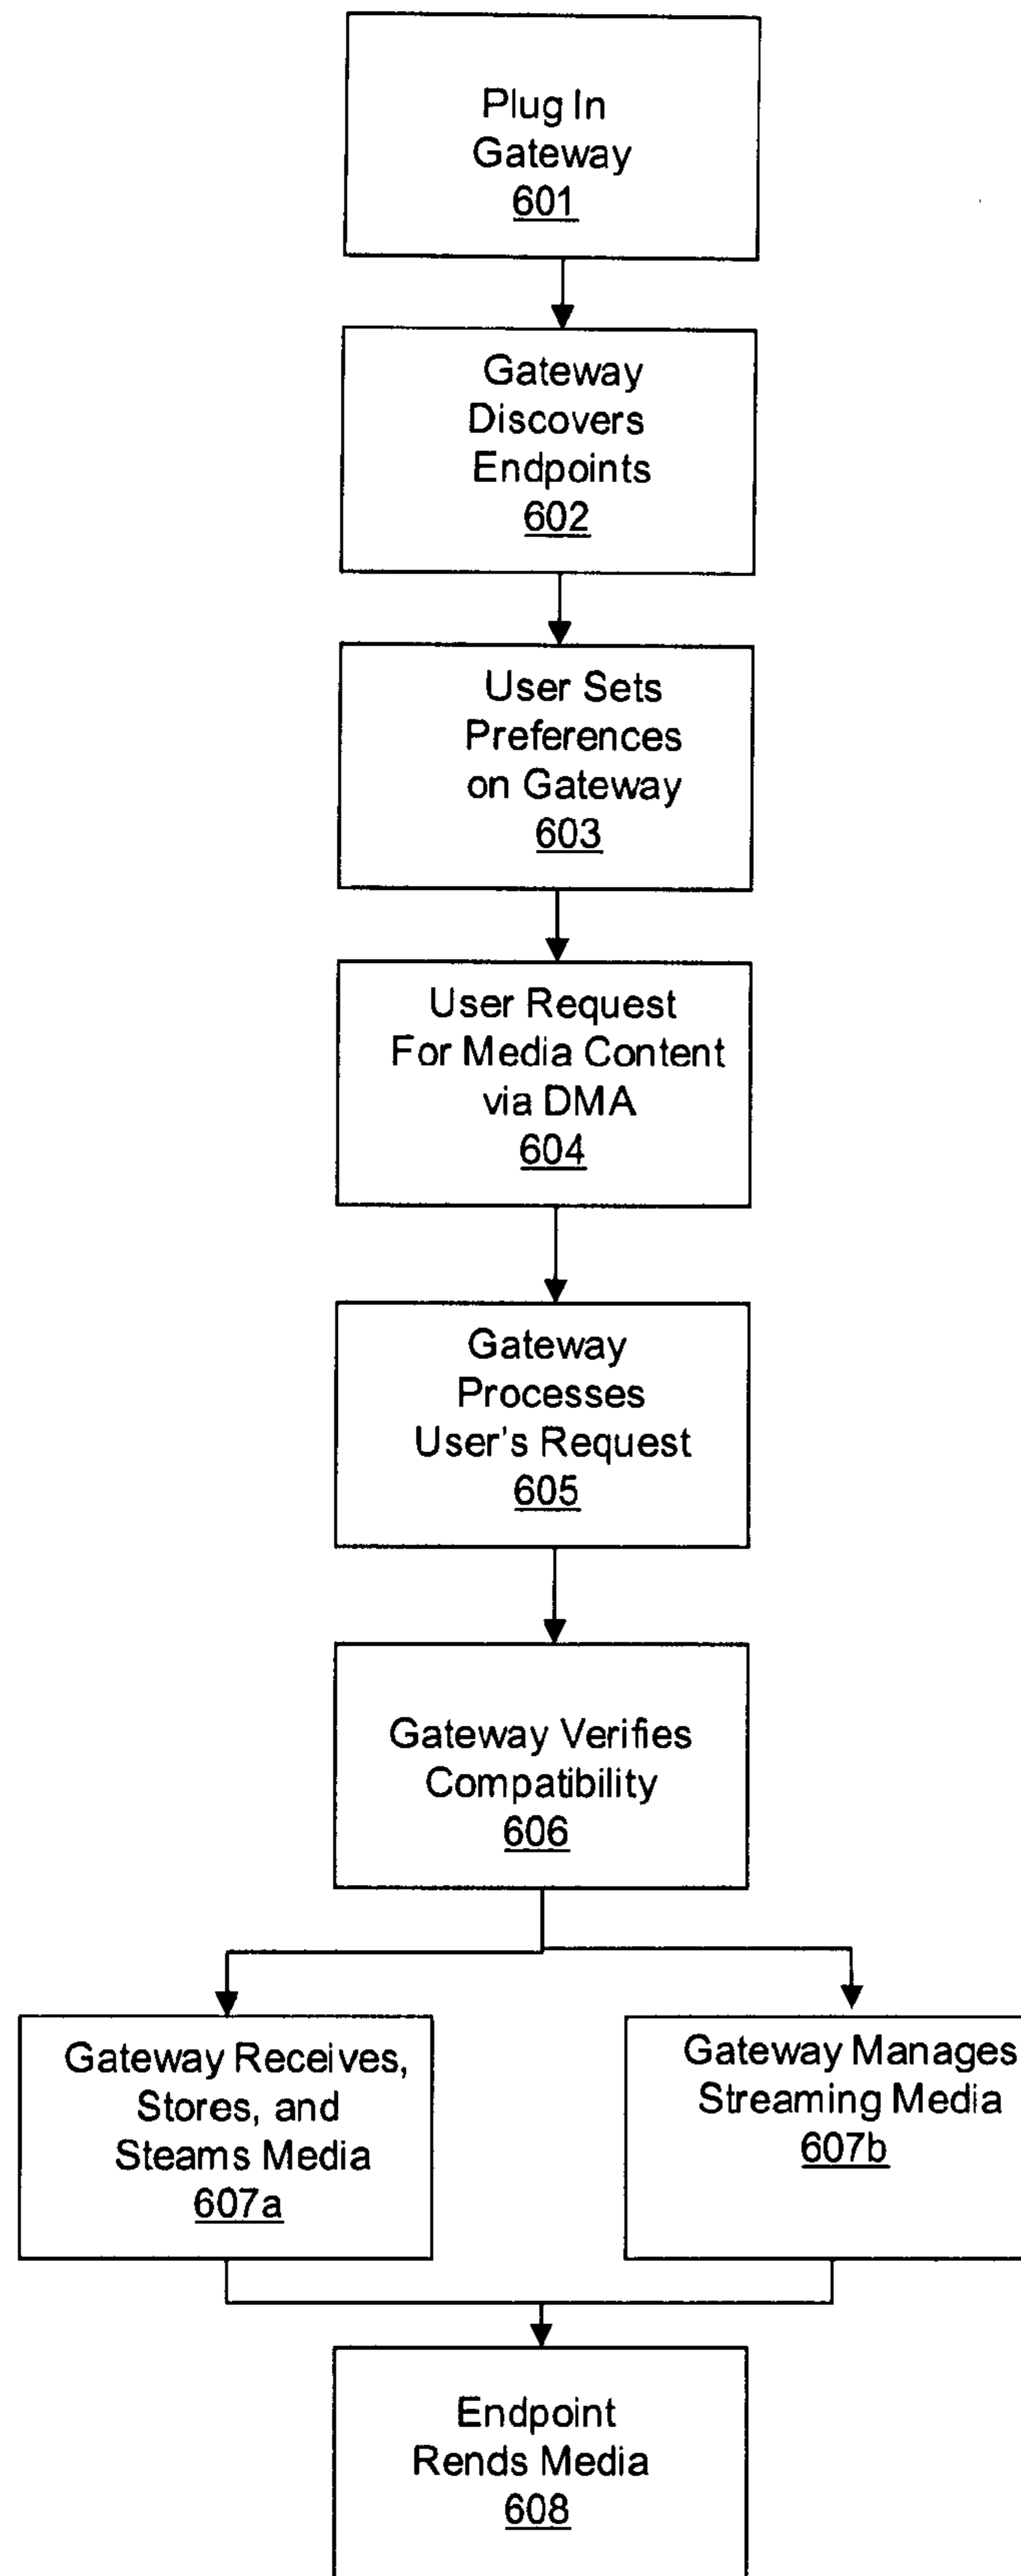 Plug In
Gateway
601
Gateway
Discovers
Endpoints
602
User Sets
Preferences
on Gateway
603
User Request
For Media Content
via DMA
604
Gateway
Processes
User's Request
605
Gateway Verifies
Compatibility
606
Gateway Receives,
Stores, and
Steams Media
607a
Gateway Manages
Streaming Media
607b
Endpoint
Rends Media
608